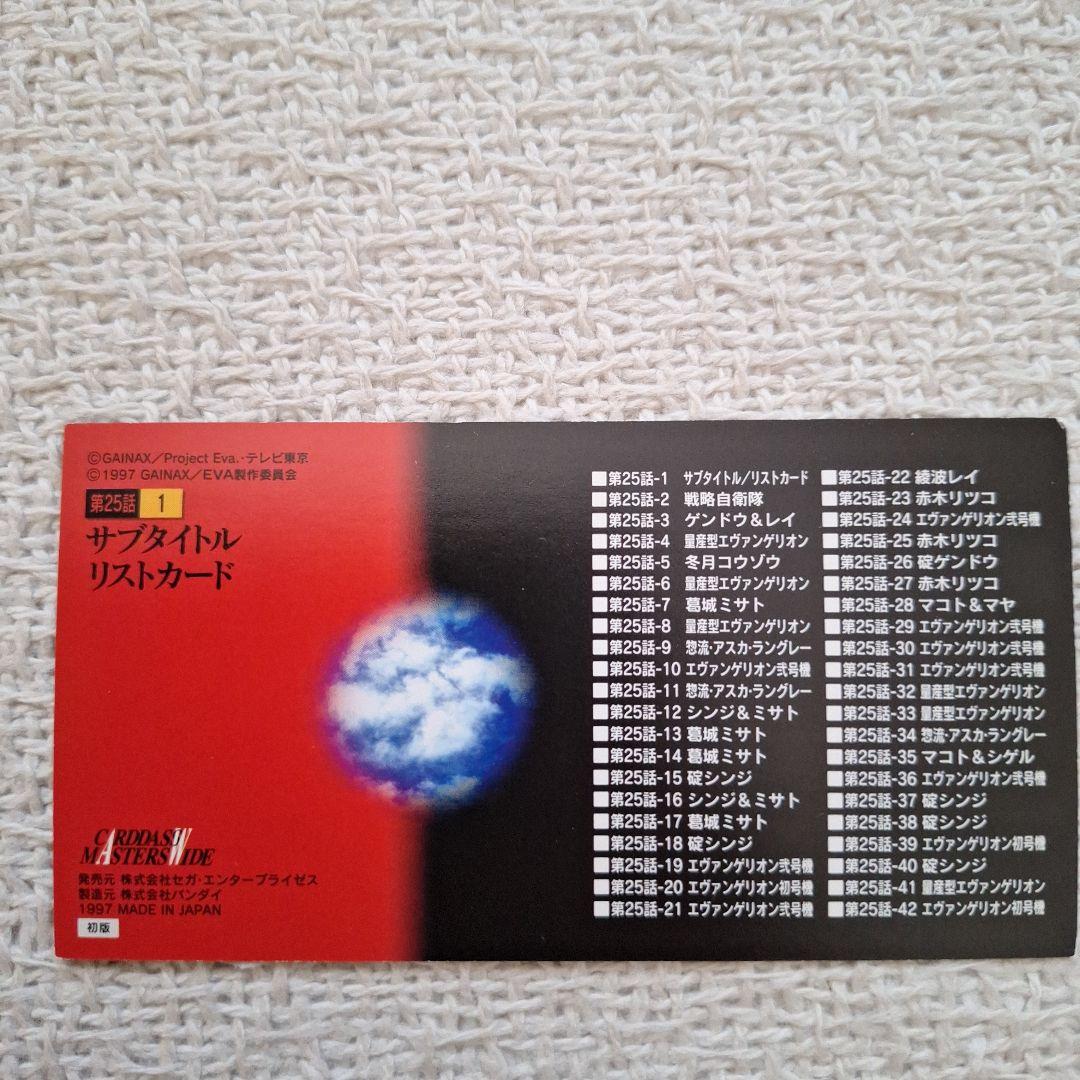 ©GAINAX／Project Eva.・テレビ東京
©1997 GAINAX／EVA製作委員会
第25話 1
サブタイトル
リストカード
CARDDASS
MASTERS WIDE
発売元 株式会社セガ・エンタープライゼス
製造元 株式会社バンダイ
1997 MADE IN JAPAN
初版
第25話-1 サブタイトル/リストカード
第25話-2 戦略自衛隊
第25話-3 ゲンドウ&レイ
第25話-4 量産型エヴァンゲリオン
第25話-5 冬月コウゾウ
第25話-6 量産型エヴァンゲリオン
第25話-7 葛城ミサト
第25話-8 量産型エヴァンゲリオン
第25話-9 惣流・アスカ・ラングレー
第25話-10 エヴァンゲリオン弐号機
第25話-11 惣流・アスカ・ラングレー
第25話-12 シンジ&ミサト
第25話-13 葛城ミサト
第25話-14 葛城ミサト
第25話-15 碇シンジ
第25話-16 シンジ&ミサト
第25話-17 葛城ミサト
第25話-18 碇シンジ
第25話-19 エヴァンゲリオン弐号機
第25話-20 エヴァンゲリオン初号機
第25話-21 エヴァンゲリオン弐号機
第25話-22 綾波レイ
第25話-23 赤木リツコ
第25話-24 エヴァンゲリオン弐号機
第25話-25 赤木リツコ
第25話-26 碇ゲンドウ
第25話-27 赤木リツコ
第25話-28 マコト&マヤ
第25話-29 エヴァンゲリオン弐号機
第25話-30 エヴァンゲリオン弐号機
第25話-31 エヴァンゲリオン弐号機
第25話-32 量産型エヴァンゲリオン
第25話-33 量産型エヴァンゲリオン
第25話-34 惣流・アスカ・ラングレー
第25話-35 マコト&シゲル
第25話-36 エヴァンゲリオン弐号機
第25話-37 碇シンジ
第25話-38 碇シンジ
第25話-39 エヴァンゲリオン初号機
第25話-40 碇シンジ
第25話-41 量産型エヴァンゲリオン
第25話-42 エヴァンゲリオン初号機